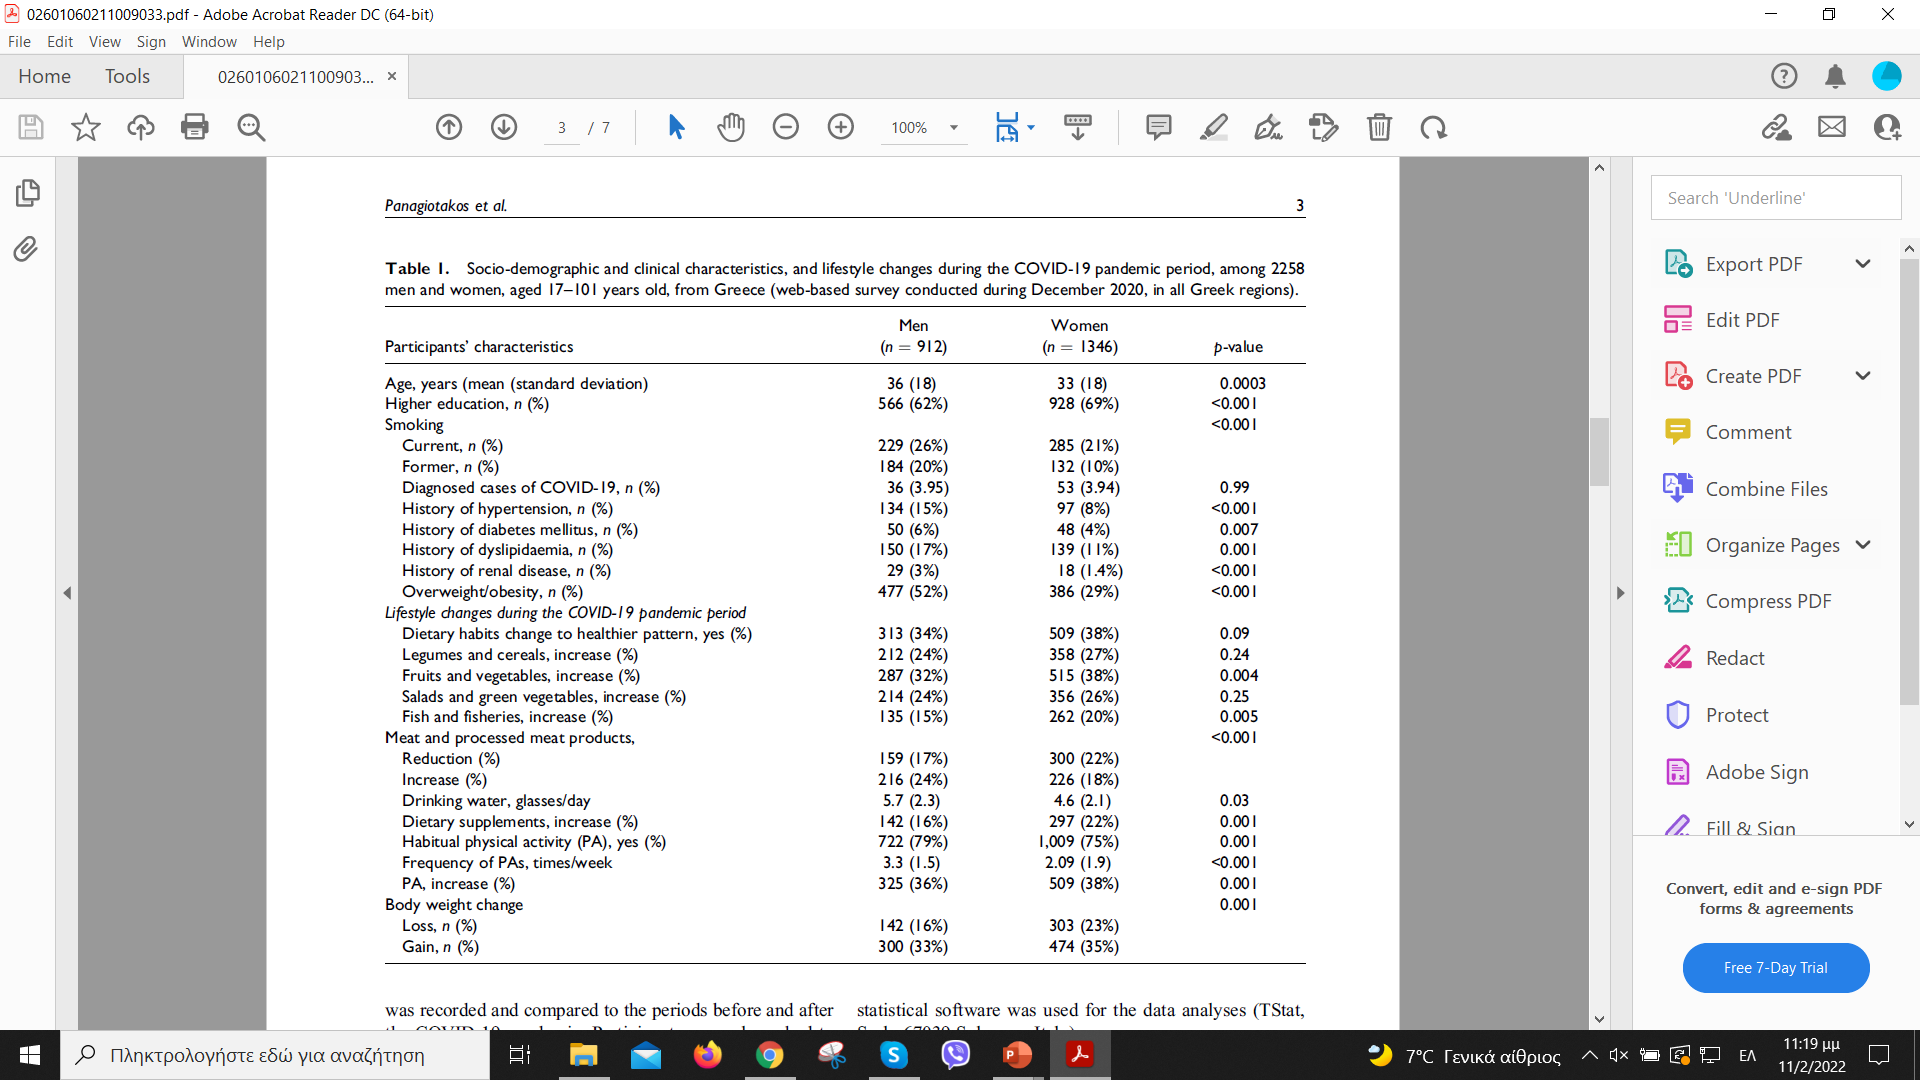 02601060211009033.pdf - Adobe Acrobat Reader DC (64-bit)
File Edit View Sign Window Help
Home Tools 0260106021100903... ×
3 / 7 100%
Panagiotakos et al. 3
Table 1. Socio-demographic and clinical characteristics, and lifestyle changes during the COVID-19 pandemic period, among 2258
men and women, aged 17–101 years old, from Greece (web-based survey conducted during December 2020, in all Greek regions).
Men Women
Participants’ characteristics (n = 912) (n = 1346) p-value
Age, years (mean (standard deviation) 36 (18) 33 (18) 0.0003
Higher education, n (%) 566 (62%) 928 (69%) <0.001
Smoking <0.001
Current, n (%) 229 (26%) 285 (21%)
Former, n (%) 184 (20%) 132 (10%)
Diagnosed cases of COVID-19, n (%) 36 (3.95) 53 (3.94) 0.99
History of hypertension, n (%) 134 (15%) 97 (8%) <0.001
History of diabetes mellitus, n (%) 50 (6%) 48 (4%) 0.007
History of dyslipidaemia, n (%) 150 (17%) 139 (11%) 0.001
History of renal disease, n (%) 29 (3%) 18 (1.4%) <0.001
Overweight/obesity, n (%) 477 (52%) 386 (29%) <0.001
Lifestyle changes during the COVID-19 pandemic period
Dietary habits change to healthier pattern, yes (%) 313 (34%) 509 (38%) 0.09
Legumes and cereals, increase (%) 212 (24%) 358 (27%) 0.24
Fruits and vegetables, increase (%) 287 (32%) 515 (38%) 0.004
Salads and green vegetables, increase (%) 214 (24%) 356 (26%) 0.25
Fish and fisheries, increase (%) 135 (15%) 262 (20%) 0.005
Meat and processed meat products, <0.001
Reduction (%) 159 (17%) 300 (22%)
Increase (%) 216 (24%) 226 (18%)
Drinking water, glasses/day 5.7 (2.3) 4.6 (2.1) 0.03
Dietary supplements, increase (%) 142 (16%) 297 (22%) 0.001
Habitual physical activity (PA), yes (%) 722 (79%) 1,009 (75%) 0.001
Frequency of PAs, times/week 3.3 (1.5) 2.09 (1.9) <0.001
PA, increase (%) 325 (36%) 509 (38%) 0.001
Body weight change 0.001
Loss, n (%) 142 (16%) 303 (23%)
Gain, n (%) 300 (33%) 474 (35%)
was recorded and compared to the periods before and after
statistical software was used for the data analyses (TStat,
Search 'Underline'
Export PDF
Edit PDF
Create PDF
Comment
Combine Files
Organize Pages
Compress PDF
Redact
Protect
Adobe Sign
Fill & Sign
Convert, edit and e-sign PDF
forms & agreements
Free 7-Day Trial
Πληκτρολογήστε εδώ για αναζήτηση
7°C Γενικά αίθριος
ΕΛ
11:19 μμ
11/2/2022